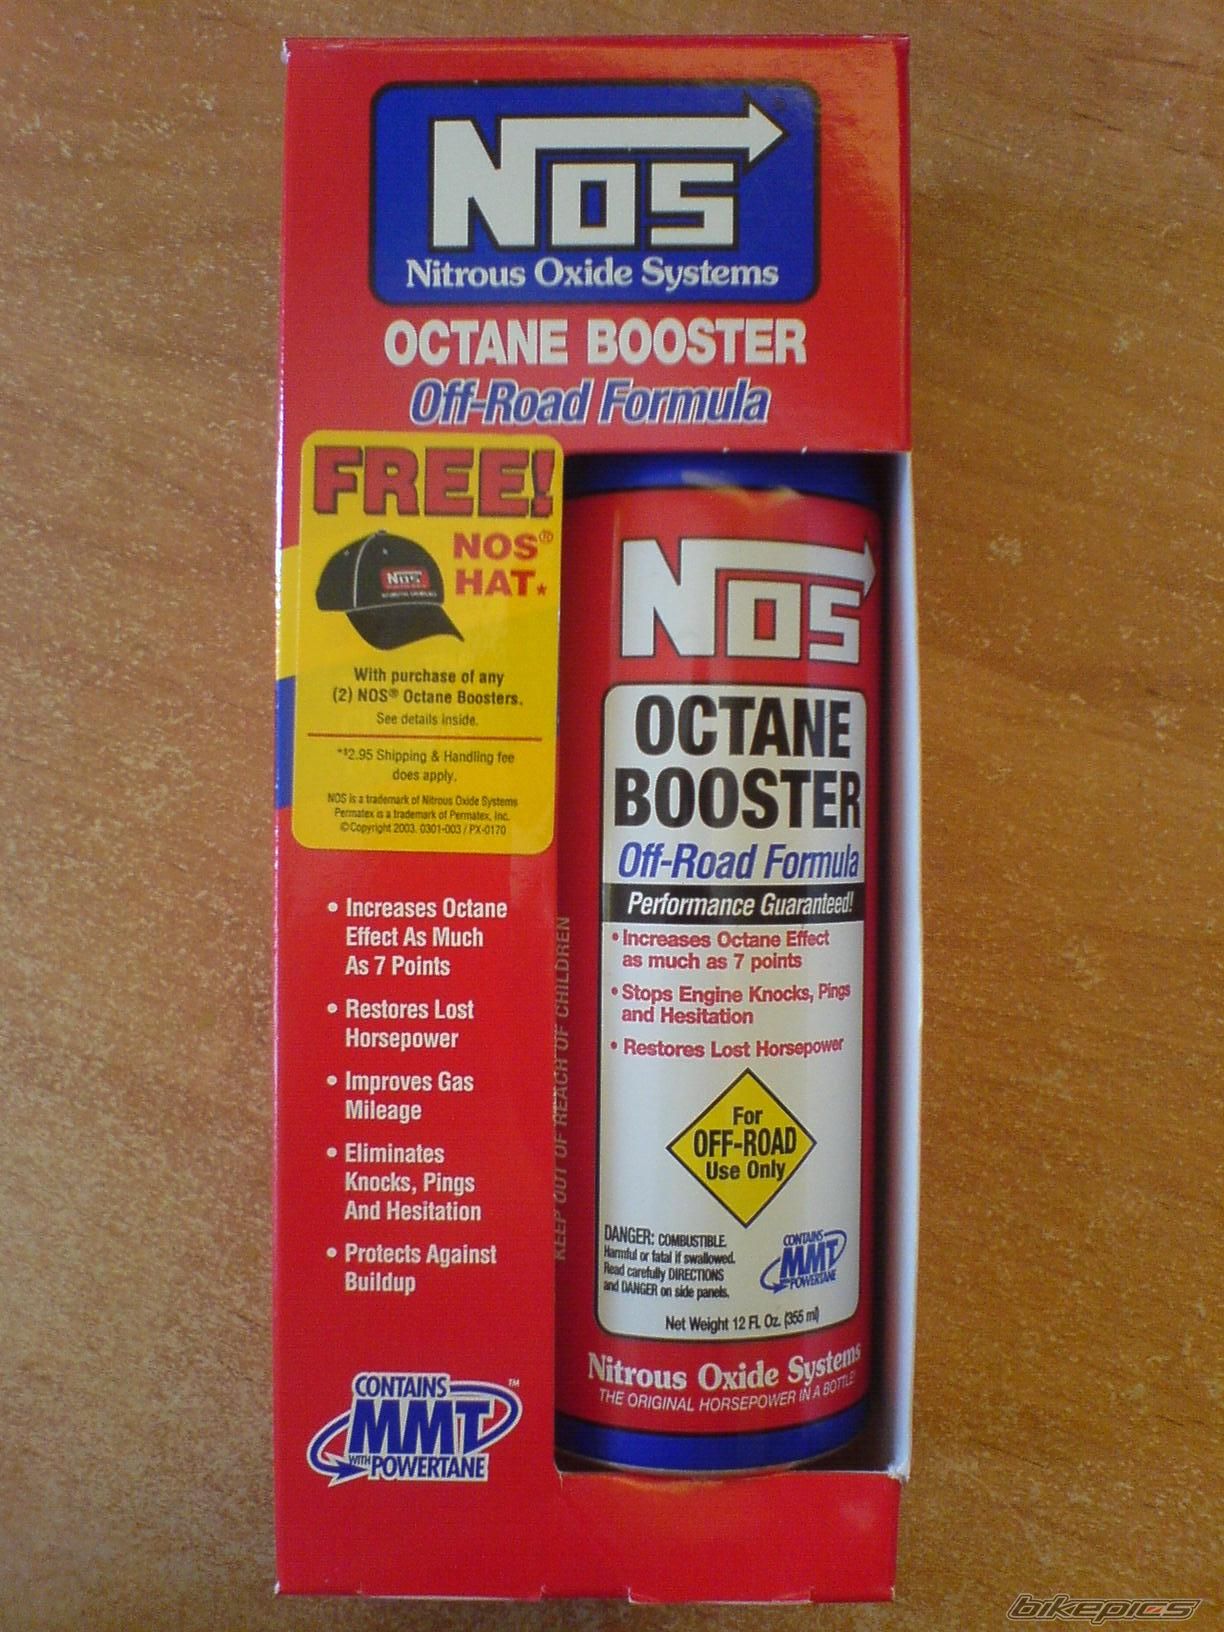 NOS
Nitrous Oxide Systems
OCTANE BOOSTER
Off-Road Formula
FREE!
NOS®
HAT*
NOS
With purchase of any
(2) NOS® Octane Boosters.
See details inside.
*$2.95 Shipping & Handling fee
does apply.
NOS is a trademark of Nitrous Oxide Systems
Permatex is a trademark of Permatex, Inc.
©Copyright 2003. 0301-003 / PX-0170
• Increases Octane
Effect As Much
As 7 Points
• Restores Lost
Horsepower
• Improves Gas
Mileage
• Eliminates
Knocks, Pings
And Hesitation
• Protects Against
Buildup
CONTAINS
MMT™
WITH POWERTANE
KEEP OUT OF REACH OF CHILDREN
NOS
OCTANE
BOOSTER
Off-Road Formula
Performance Guaranteed!
• Increases Octane Effect
as much as 7 points
• Stops Engine Knocks, Pings
and Hesitation
• Restores Lost Horsepower
For
OFF-ROAD
Use Only
DANGER: COMBUSTIBLE.
Harmful or fatal if swallowed.
Read carefully DIRECTIONS
and DANGER on side panels.
CONTAINS
MMT
WITH POWERTANE
Net Weight 12 Fl. Oz. (355 ml)
Nitrous Oxide Systems
THE ORIGINAL HORSEPOWER IN A BOTTLE!
bikepics